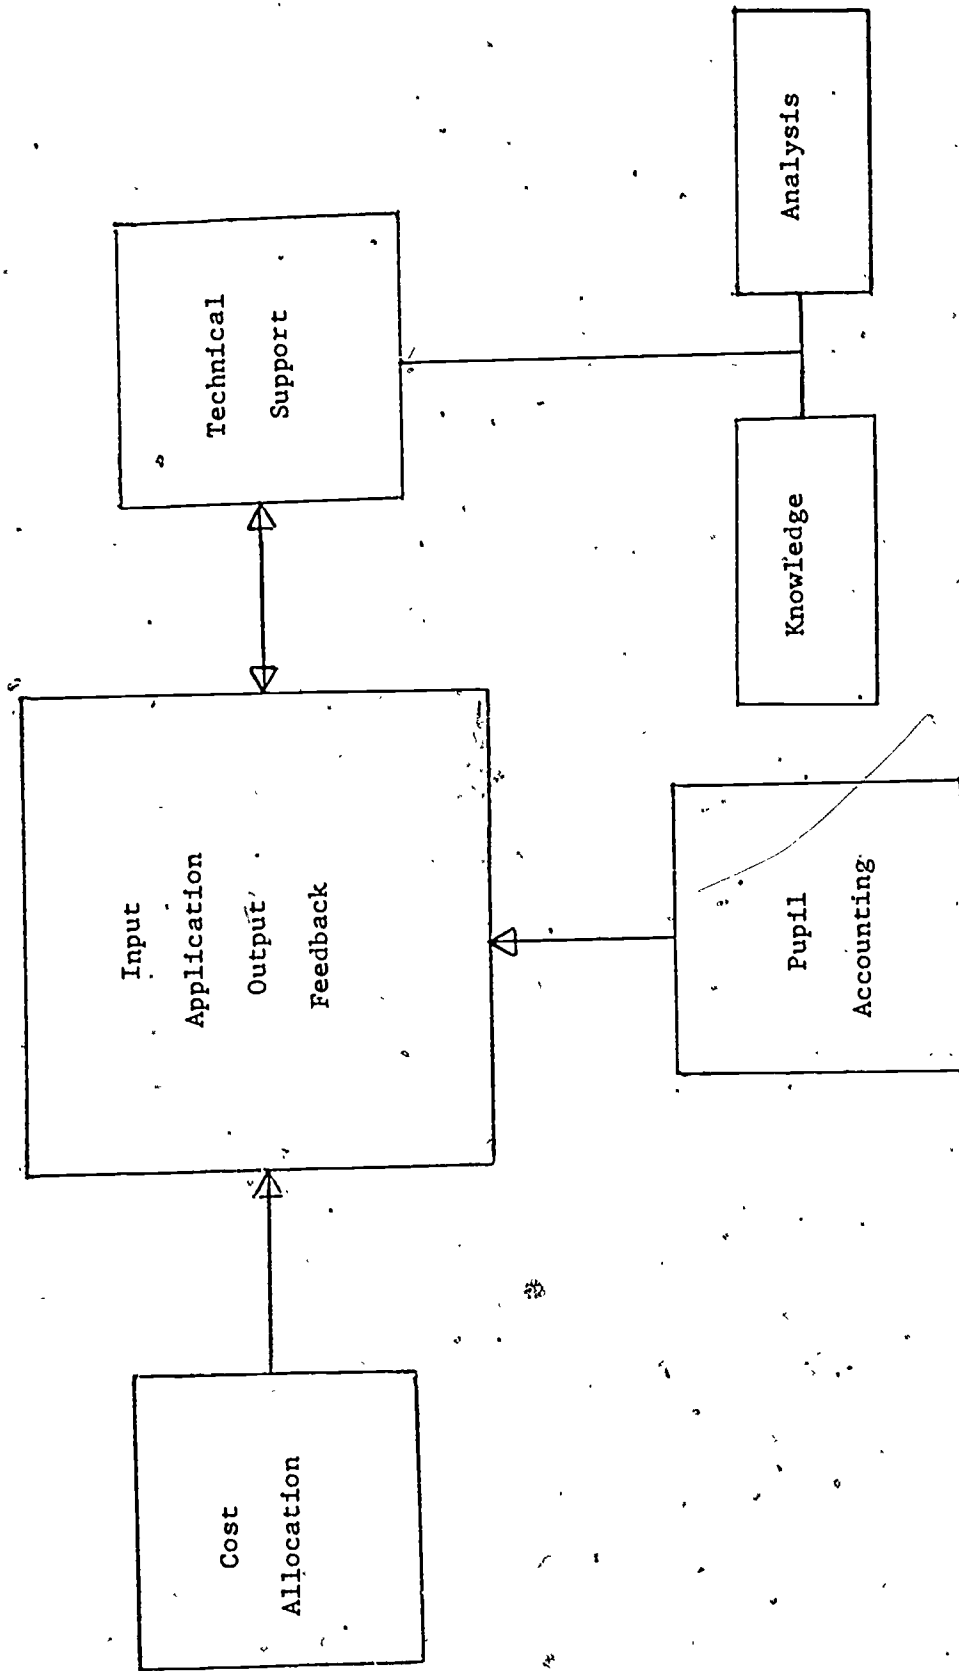 Input
Application
Output
Feedback
Cost
Allocation
Technical
Support
Pupil
Accounting
Knowledge
Analysis